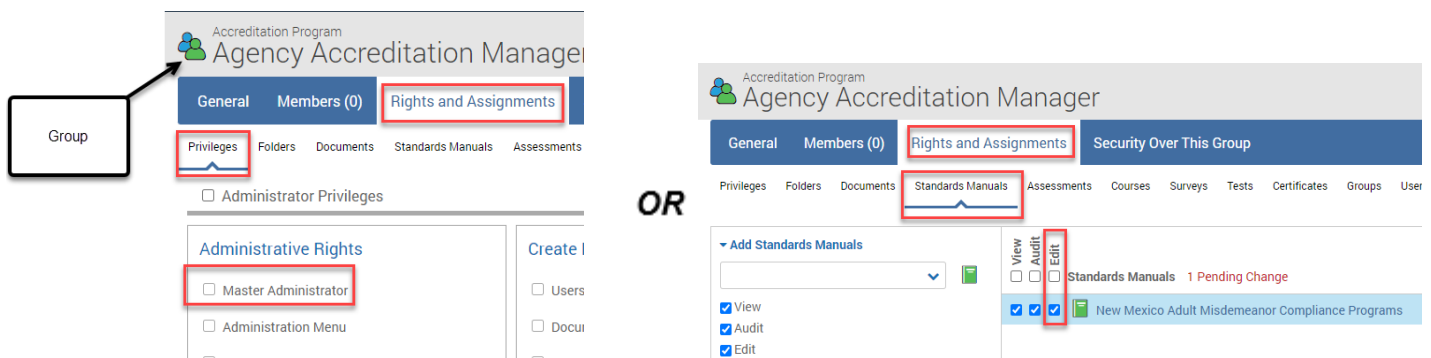 Group
Accreditation Program
Agency Accreditation Manager
General Members (0) Rights and Assignments
Privileges Folders Documents Standards Manuals Assessments
Administrator Privileges
Administrative Rights
Master Administrator
Administration Menu
Create
Users
OR
Accreditation Program
Agency Accreditation Manager
General Members (0) Rights and Assignments Security Over This Group
Privileges Folders Documents Standards Manuals Assessments Courses Surveys Tests Certificates Groups
Add Standards Manuals
View
Audit
Edit
View Audit Edit
Standards Manuals 1 Pending Change
New Mexico Adult Misdemeanor Compliance Programs